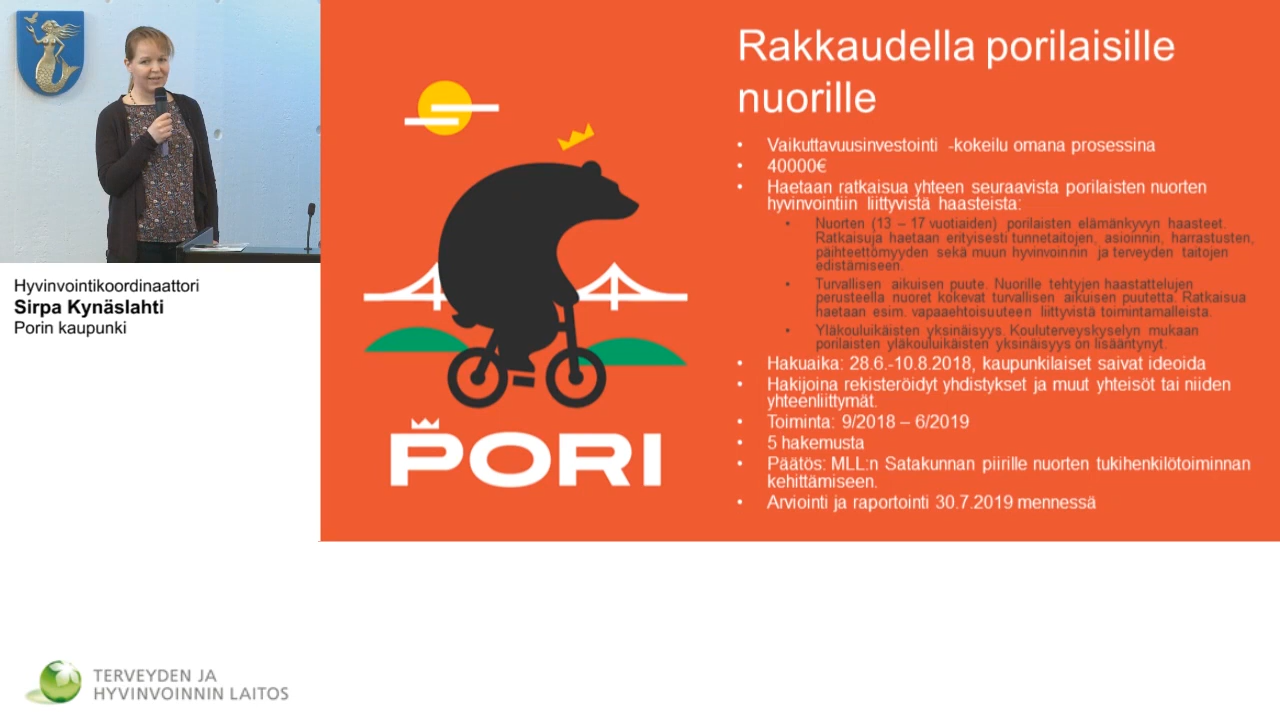 Hyvinvointikoordinaattori
Sirpa Kynäslahti
Porin kaupunki
PORI
Rakkaudella porilaisille
nuorille
• Vaikuttavuusinvestointi -kokeilu omana prosessina
• 40000€
• Haetaan ratkaisua yhteen seuraavista porilaisten nuorten
hyvinvointiin liittyvistä haasteista:
• Nuorten (13 – 17 vuotiaiden) porilaisten elämänkyvyn haasteet.
Ratkaisuja haetaan erityisesti tunnetaitojen, asioinnin, harrastusten,
päihteettömyyden sekä muun hyvinvoinnin ja terveyden taitojen
edistämiseen.
• Turvallisen aikuisen puute. Nuorille tehtyjen haastattelujen
perusteella nuoret kokevat turvallisen aikuisen puutetta. Ratkaisua
haetaan esim. vapaaehtoisuuteen liittyvistä toimintamalleista.
• Yläkouluikäisten yksinäisyys. Kouluterveyskyselyn mukaan
porilaisten yläkouluikäisten yksinäisyys on lisääntynyt.
• Hakuaika: 28.6.-10.8.2018, kaupunkilaiset saivat ideoida
• Hakijoina rekisteröidyt yhdistykset ja muut yhteisöt tai niiden
yhteenliittymät.
• Toiminta: 9/2018 – 6/2019
• 5 hakemusta
• Päätös: MLL:n Satakunnan piirille nuorten tukihenkilötoiminnan
kehittämiseen.
• Arviointi ja raportointi 30.7.2019 mennessä
TERVEYDEN JA
HYVINVOINNIN LAITOS